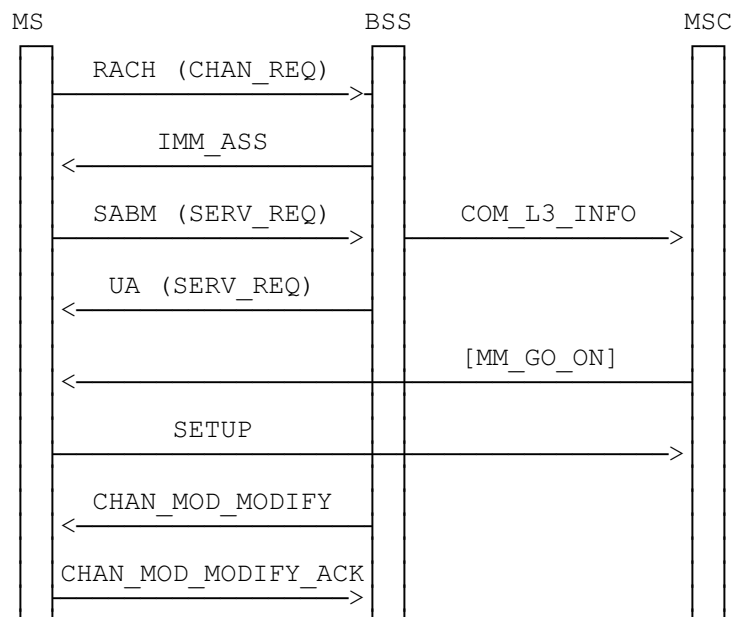 MS BSS MSC
RACH (CHAN_REQ)
IMM_ASS
SABM (SERV_REQ) COM_L3_INFO
UA (SERV_REQ)
[MM_GO_ON]
SETUP
CHAN_MOD_MODIFY
CHAN_MOD_MODIFY_ACK